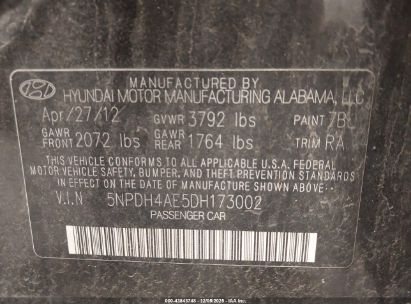 MANUFACTURED BY
HYUNDAI MOTOR MANUFACTURING ALABAMA, LLC
Apr/27/12 GVWR 3792 lbs PAINT 7B
GAWR FRONT 2072 lbs GAWR REAR 1764 lbs TRIM RA
THIS VEHICLE CONFORMS TO ALL APPLICABLE U.S.A. FEDERAL
MOTOR VEHICLE SAFETY, BUMPER, AND THEFT PREVENTION STANDARDS
IN EFFECT ON THE DATE OF MANUFACTURE SHOWN ABOVE.
V.I.N 5NPDH4AE5DH173002
PASSENGER CAR